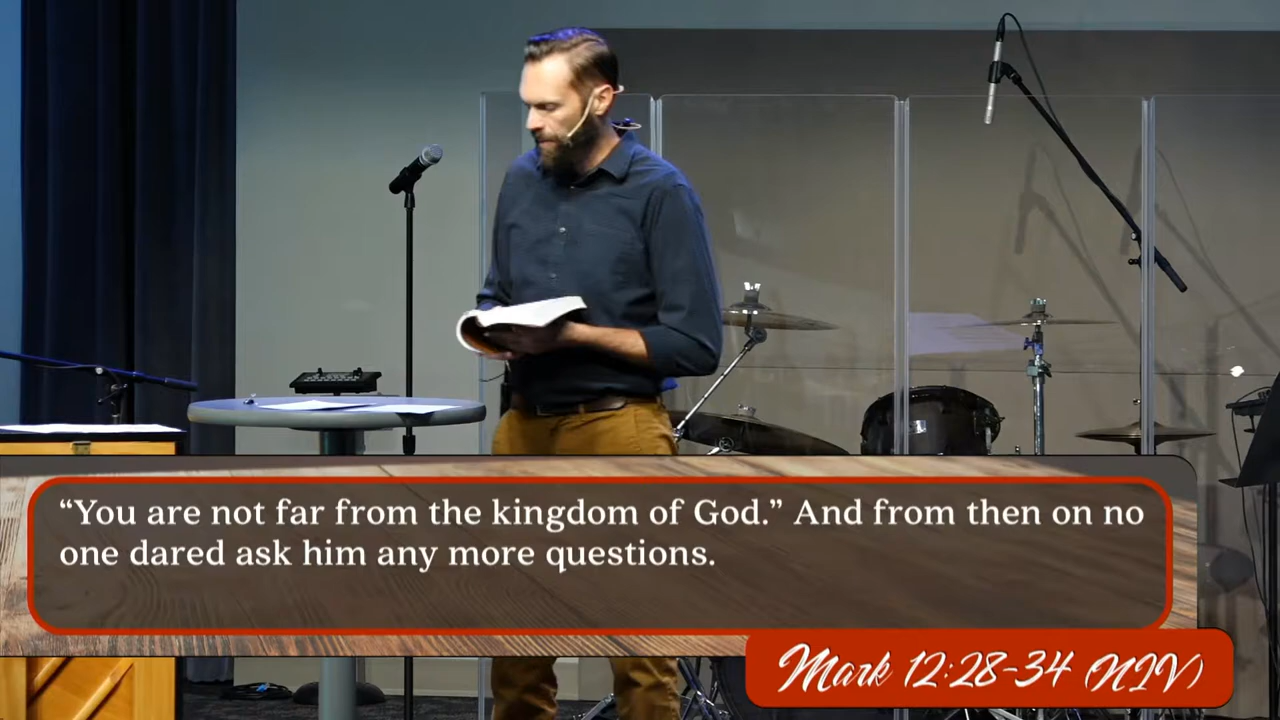 “You are not far from the kingdom of God.” And from then on no
one dared ask him any more questions.
Mark 12:28-34 (NIV)